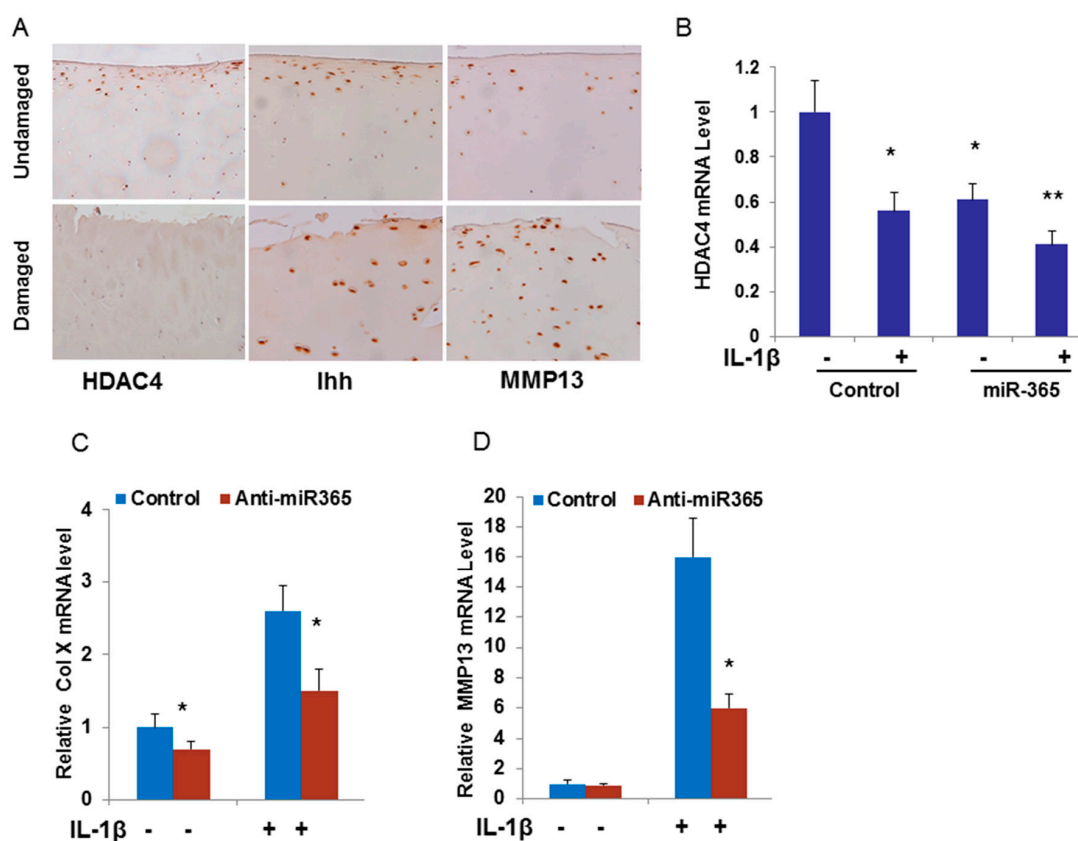 A
Undamaged
Damaged
HDAC4 Ihh MMP13
B
HDAC4 mRNA Level
1.2
1
0.8
0.6
0.4
0.2
0
* * **
IL-1β - + - +
Control miR-365
C
Control Anti-miR365
Relative Col X mRNA level
4
3
2
1
0
* *
IL-1β - - + +
D
Control Anti-miR365
Relative MMP13 mRNA Level
20
18
16
14
12
10
8
6
4
2
0
*
IL-1β - - + +